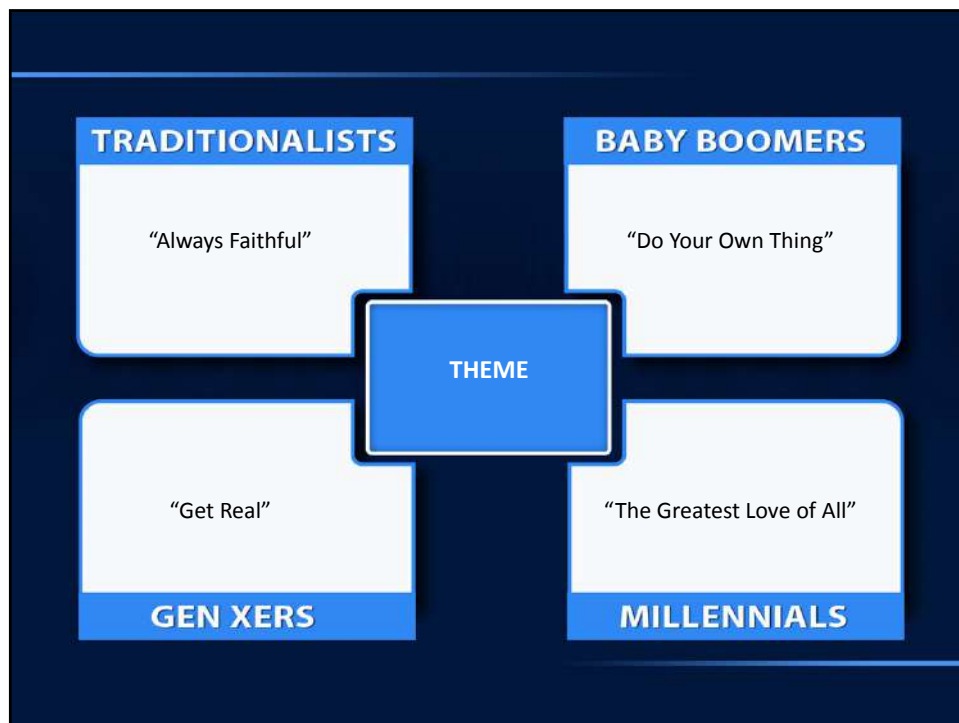 TRADITIONALISTS
“Always Faithful”
BABY BOOMERS
“Do Your Own Thing”
THEME
“Get Real”
GEN XERS
“The Greatest Love of All”
MILLENNIALS